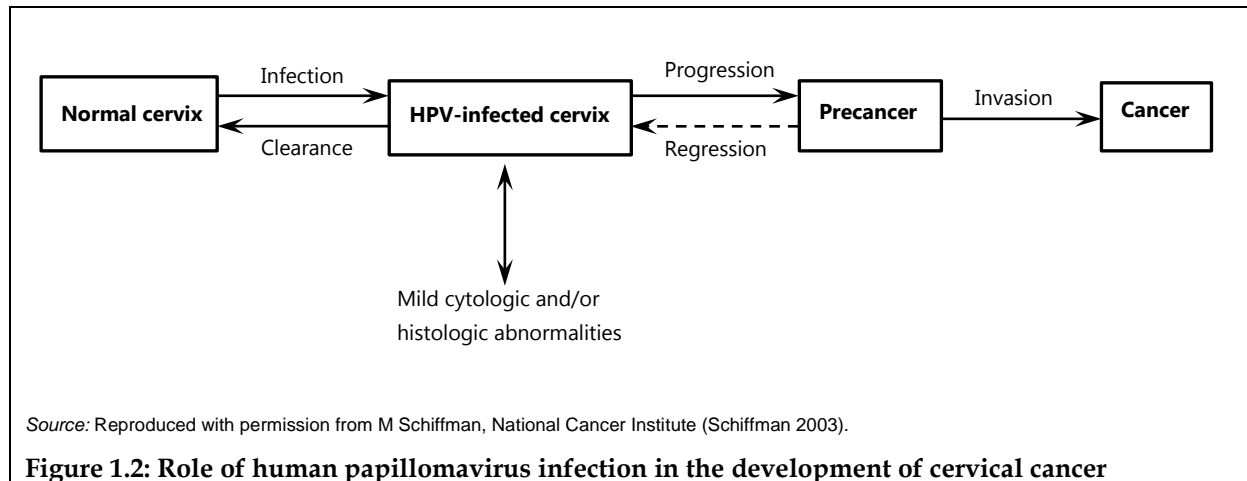 Infection
Progression
Normal cervix
HPV-infected cervix
Precancer
Invasion
Cancer
Clearance
Regression
Mild cytologic and/or
histologic abnormalities
Source: Reproduced with permission from M Schiffman, National Cancer Institute (Schiffman 2003).
Figure 1.2: Role of human papillomavirus infection in the development of cervical cancer